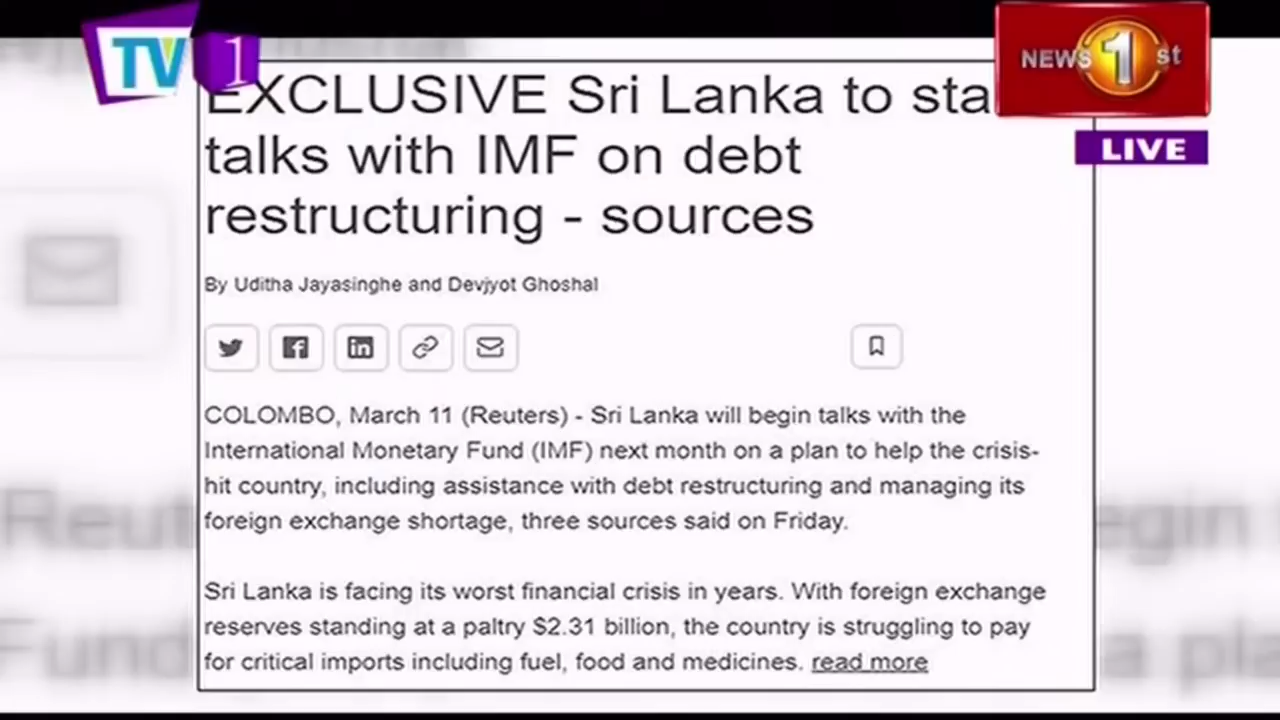 TV 1
NEWS 1 st
LIVE
EXCLUSIVE Sri Lanka to sta
talks with IMF on debt
restructuring - sources
By Uditha Jayasinghe and Devjyot Ghoshal
COLOMBO, March 11 (Reuters) - Sri Lanka will begin talks with the
International Monetary Fund (IMF) next month on a plan to help the crisis-
hit country, including assistance with debt restructuring and managing its
foreign exchange shortage, three sources said on Friday.
Sri Lanka is facing its worst financial crisis in years. With foreign exchange
reserves standing at a paltry $2.31 billion, the country is struggling to pay
for critical imports including fuel, food and medicines. read more